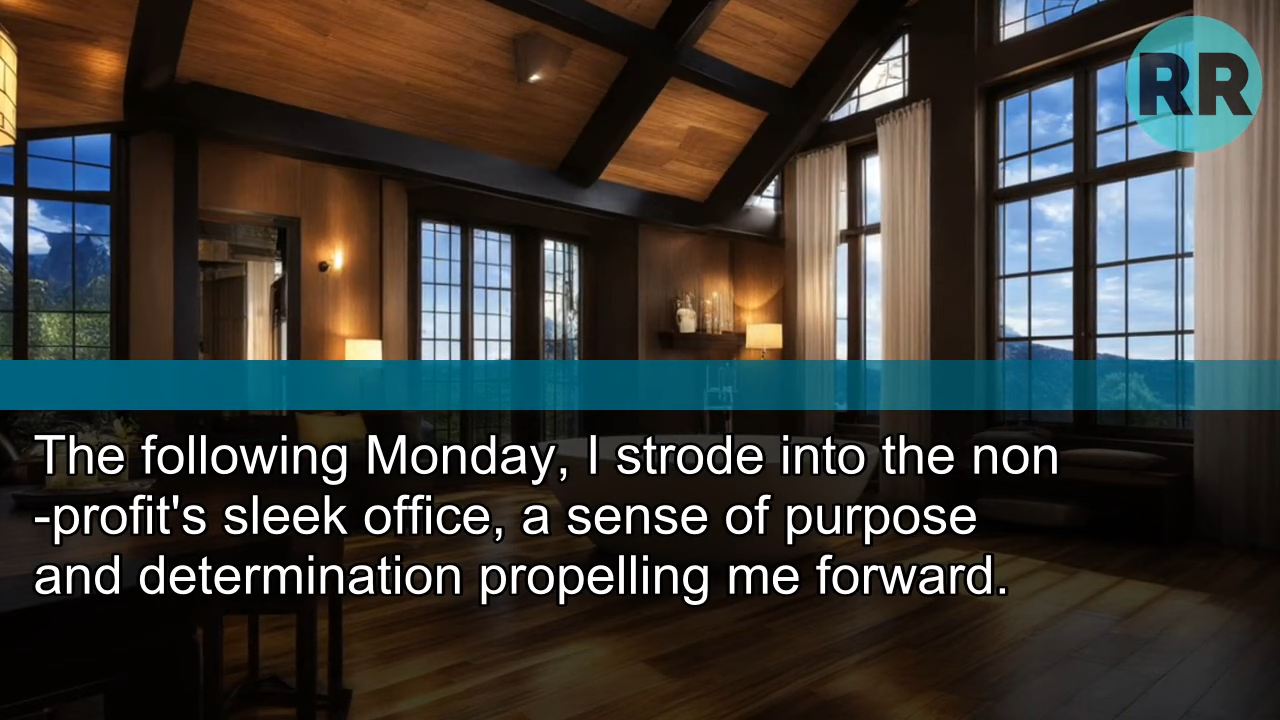 RR
The following Monday, I strode into the non
-profit's sleek office, a sense of purpose
and determination propelling me forward.